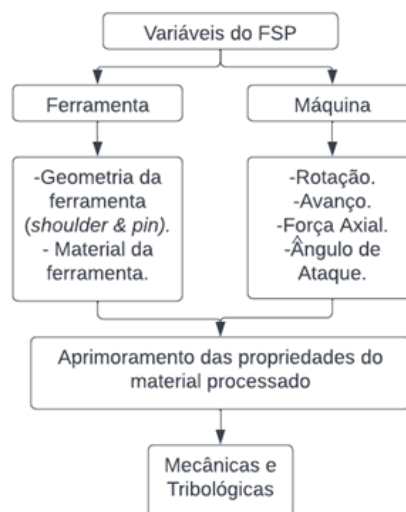 Variáveis do FSP
Ferramenta
Máquina
-Geometria da
ferramenta
(shoulder & pin).
- Material da
ferramenta.
-Rotação.
-Avanço.
-Força Axial.
-Ângulo de
Ataque.
Aprimoramento das propriedades do
material processado
Mecânicas e
Tribológicas